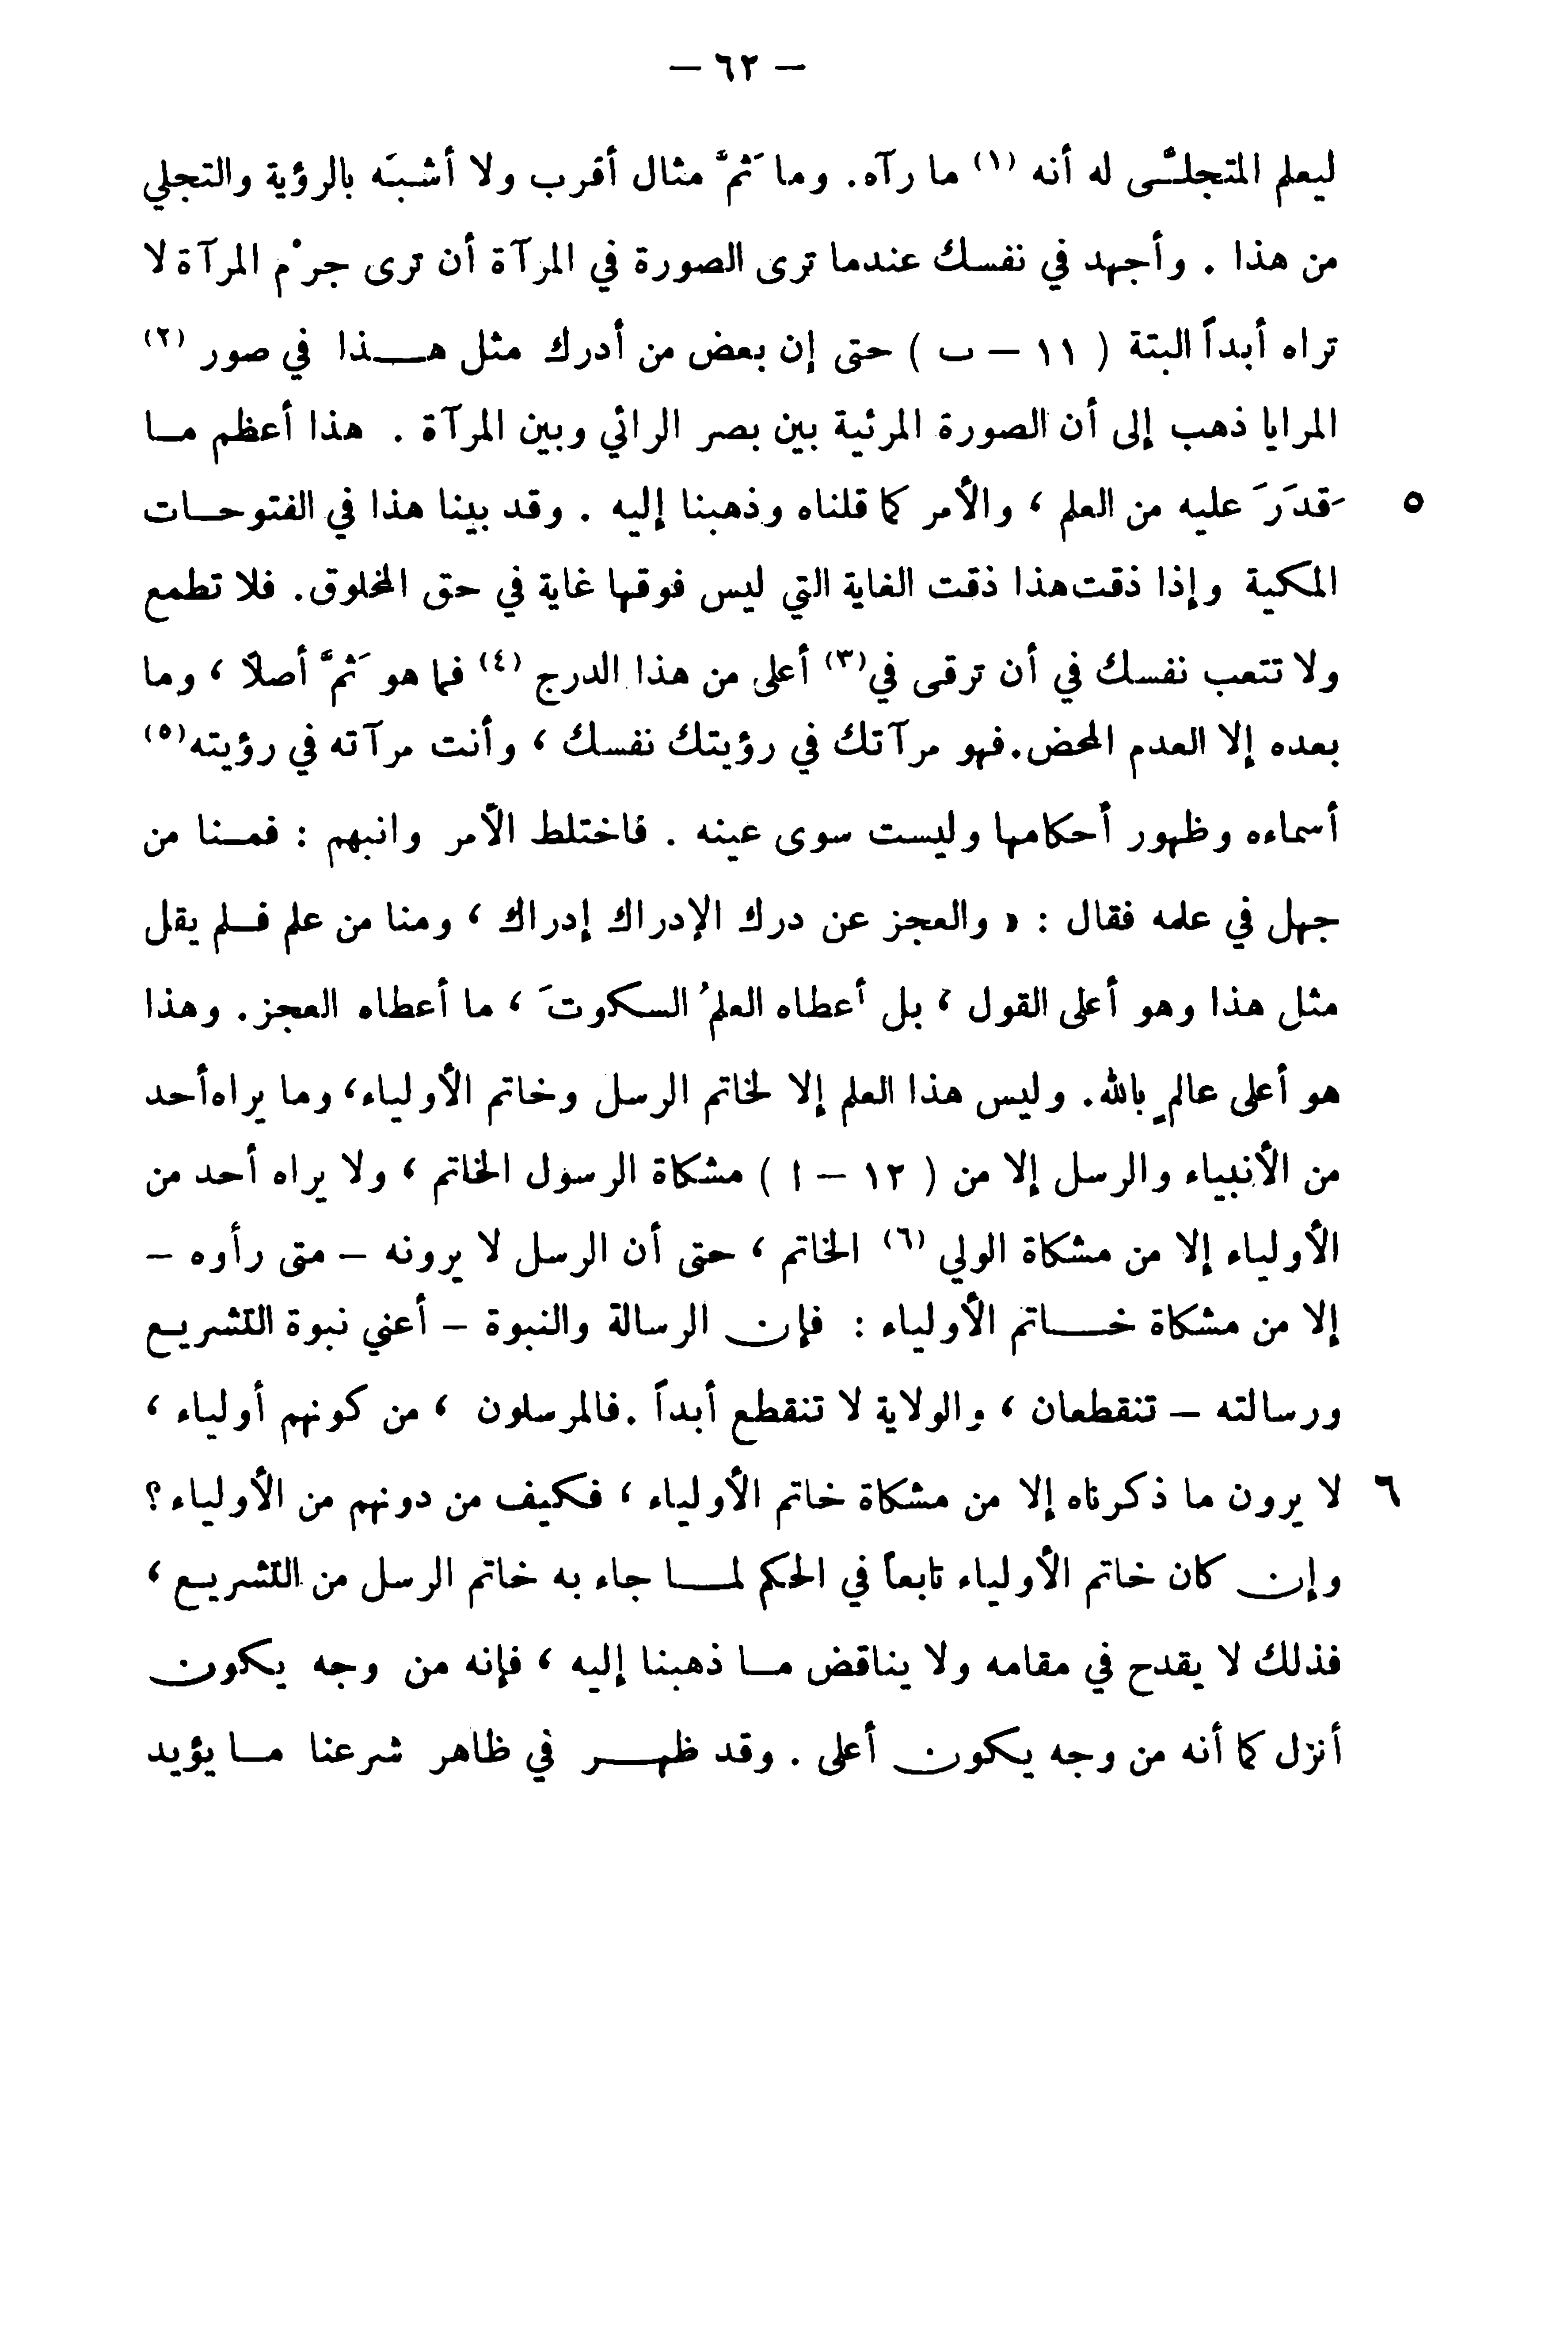 — ٦٢ —
ليعلم المتجلَّى له أنه (١) ما رآه. وما ثَمَّ مثال أقرب ولا أشبَه بالرؤية والتجلي
من هذا . وأجهد في نفسك عندما ترى الصورة في المرآة أن ترى جرْم المرآة لا
تراه أبداً البتة ( ١١ — ب ) حتى إن بعض من أدرك مثل هـذا في صور (٢)
المرايا ذهب إلى أن الصورة المرئية بين بصر الرائي وبين المرآة . هذا أعظم مـا
٥ قَدَرَ عليه من العلم ، والأمر كما قلناه وذهبنا إليه . وقد بينا هذا في الفتوحـات
المكية وإذا ذقت هذا ذقت الغاية التي ليس فوقها غاية في حق المخلوق. فلا تطمع
ولا تتعب نفسك في أن ترقى في(٣) أعلى من هذا الدرج (٤) فما هو ثَمَّ أصلًا ، وما
بعده إلا العدم المحض. فهو مرآتك في رؤيتك نفسك ، وأنت مرآته في رؤيته(٥)
أسماءه وظهور أحكامها وليست سوى عينه . فاختلط الأمر وانبهم : فمـنا من
جهل في علمه فقال : « والعجز عن درك الإدراك إدراك ، ومنا من علم فـلم يقل
مثل هذا وهو أعلى القول ، بل أعطاه العلمُ السكوتَ ، ما أعطاه العجز. وهذا
هو أعلى عالمٍ بالله. وليس هذا العلم إلا لخاتم الرسل وخاتم الأولياء، وما يراه أحد
من الأنبياء والرسل إلا من ( ١٢ — ا ) مشكاة الرسول الخاتم ، ولا يراه أحد من
الأولياء إلا من مشكاة الولي (٦) الخاتم ، حتى أن الرسل لا يرونه — متى رأوه —
إلا من مشكاة خـاتم الأولياء : فإن الرسالة والنبوة — أعني نبوة التشريع
ورسالته — تنقطعان ، والولاية لا تنقطع أبداً . فالمرسلون ، من كونهم أولياء ،
٦ لا يرون ما ذكرناه إلا من مشكاة خاتم الأولياء ، فكيف من دونهم من الأولياء ؟
وإن كان خاتم الأولياء تابعاً في الحكم لمـا جاء به خاتم الرسل من التشريع ،
فذلك لا يقدح في مقامه ولا يناقض مـا ذهبنا إليه ، فإنه من وجه يكون
أنزل كما أنه من وجه يكون أعلى . وقد ظهـر في ظاهر شرعنا مـا يؤيد